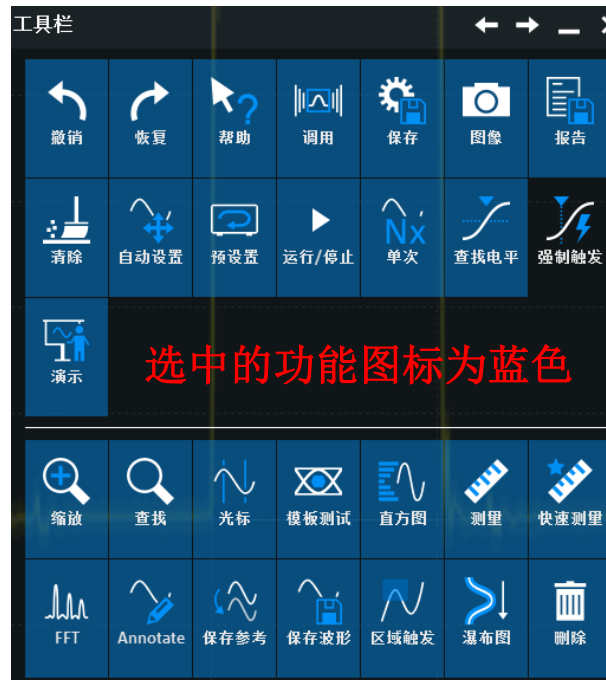 工具栏
撤销 恢复 帮助 调用 保存 图像 报告
清除 自动设置 预设置 运行/停止 Nx 单次 查找电平 强制触发
演示
选中的功能图标为蓝色
缩放 查找 光标 模板测试 直方图 测量 快速测量
FFT Annotate 保存参考 保存波形 区域触发 瀑布图 删除